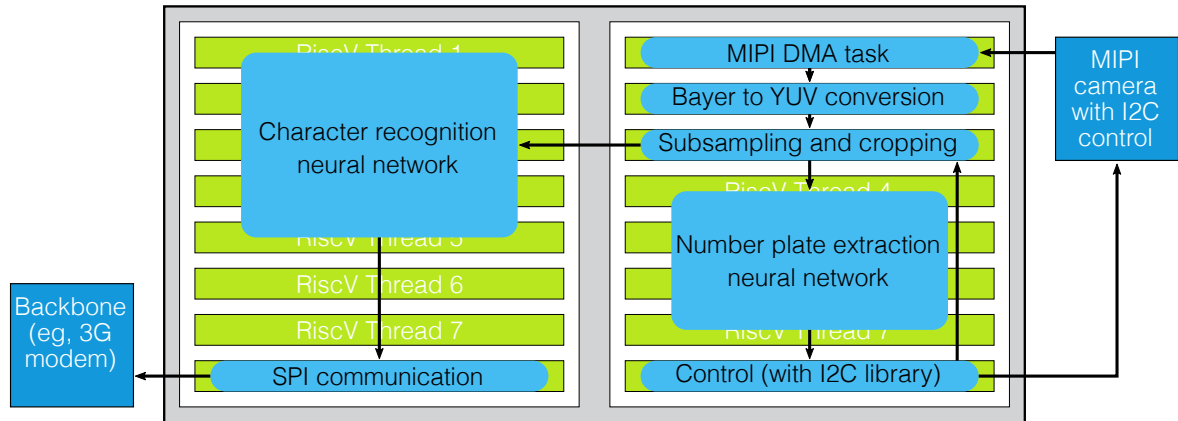 RiscV Thread 1
Character recognition
neural network
RiscV Thread 5
RiscV Thread 6
RiscV Thread 7
SPI communication
Backbone
(eg, 3G
modem)
MIPI DMA task
Bayer to YUV conversion
Subsampling and cropping
RiscV Thread 4
Number plate extraction
neural network
RiscV Thread 7
Control (with I2C library)
MIPI
camera
with I2C
control